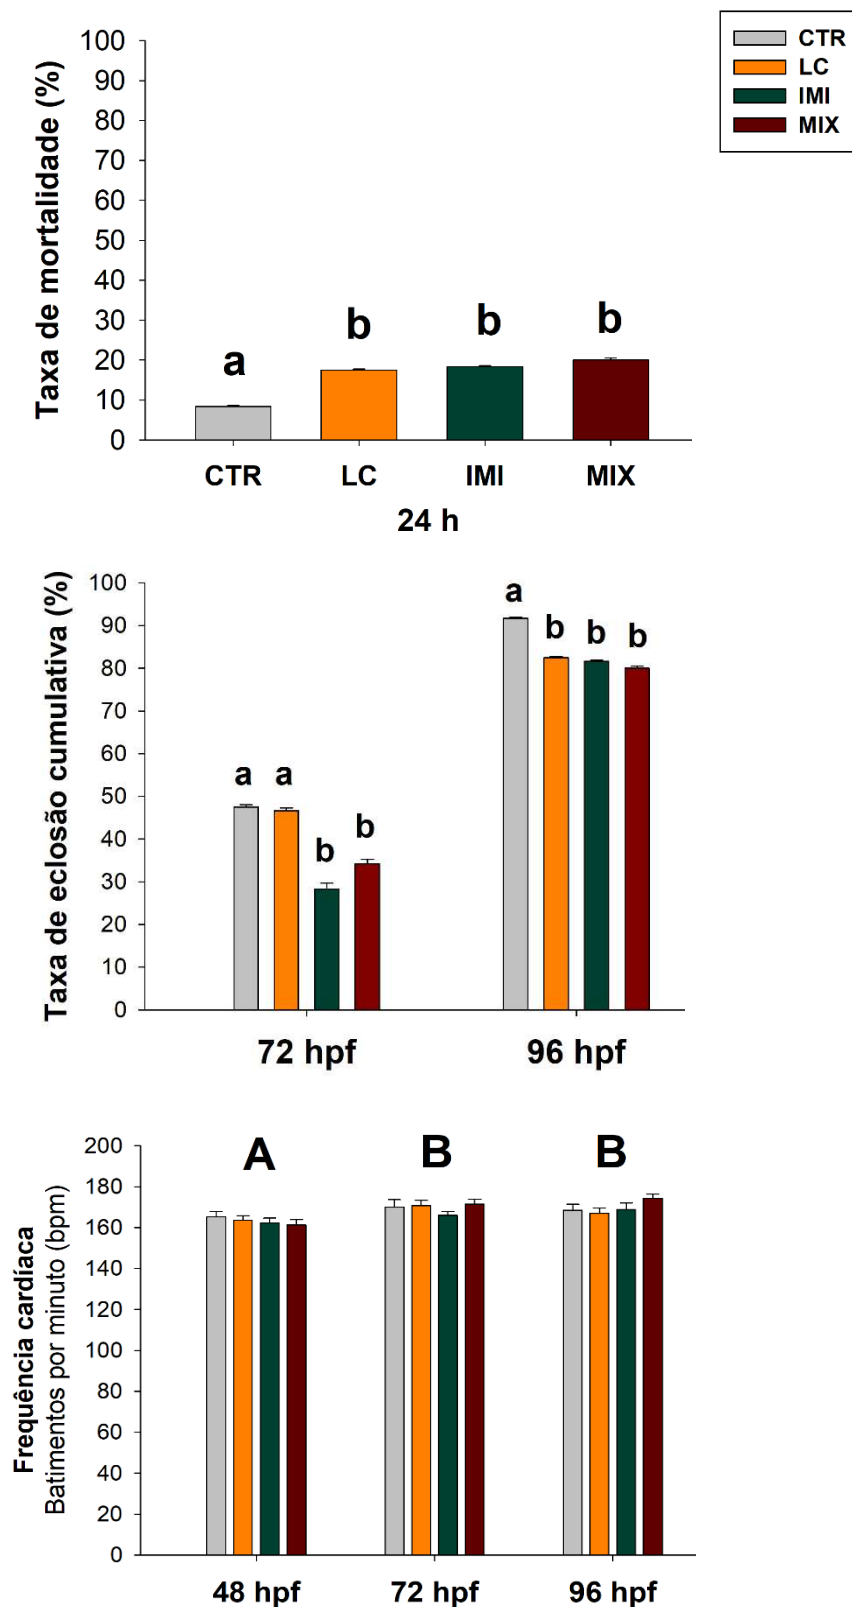 CTR
LC
IMI
MIX
Taxa de mortalidade (%)
100
90
80
70
60
50
40
30
20
10
0
a
b
b
b
CTR LC IMI MIX
24 h
Taxa de eclosão cumulativa (%)
100
90
80
70
60
50
40
30
20
10
0
a
a
b
b
a
b
b
b
72 hpf 96 hpf
Frequência cardíaca
Batimentos por minuto (bpm)
200
180
160
140
120
100
80
60
40
20
0
A B B
48 hpf 72 hpf 96 hpf